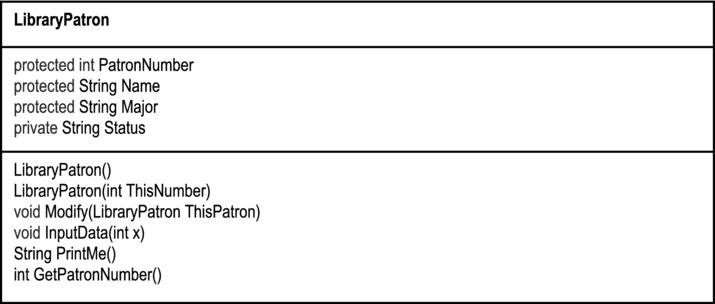 LibraryPatron
protected int PatronNumber
protected String Name
protected String Major
private String Status
LibraryPatron()
LibraryPatron(int ThisNumber)
void Modify(LibraryPatron ThisPatron)
void InputData(int x)
String PrintMe()
int GetPatronNumber()